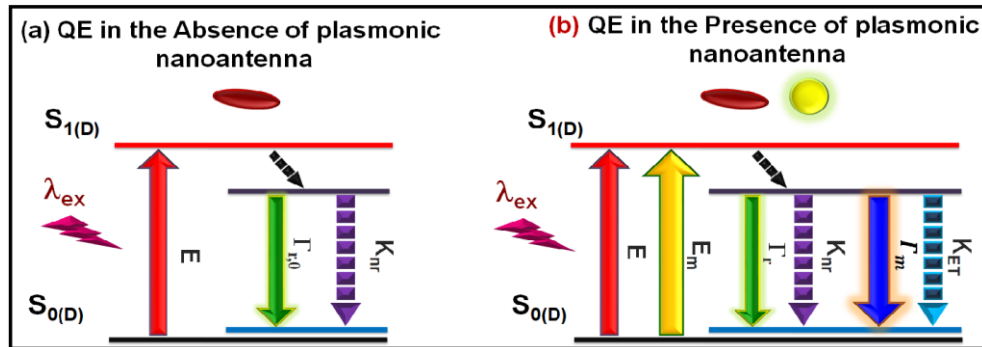 (a) QE in the Absence of plasmonic
nanoantenna
S1(D)
λex
E
Γr,0
Knr
S0(D)
(b) QE in the Presence of plasmonic
nanoantenna
S1(D)
λex
E
Em
Γr
Knr
Γm
KET
S0(D)